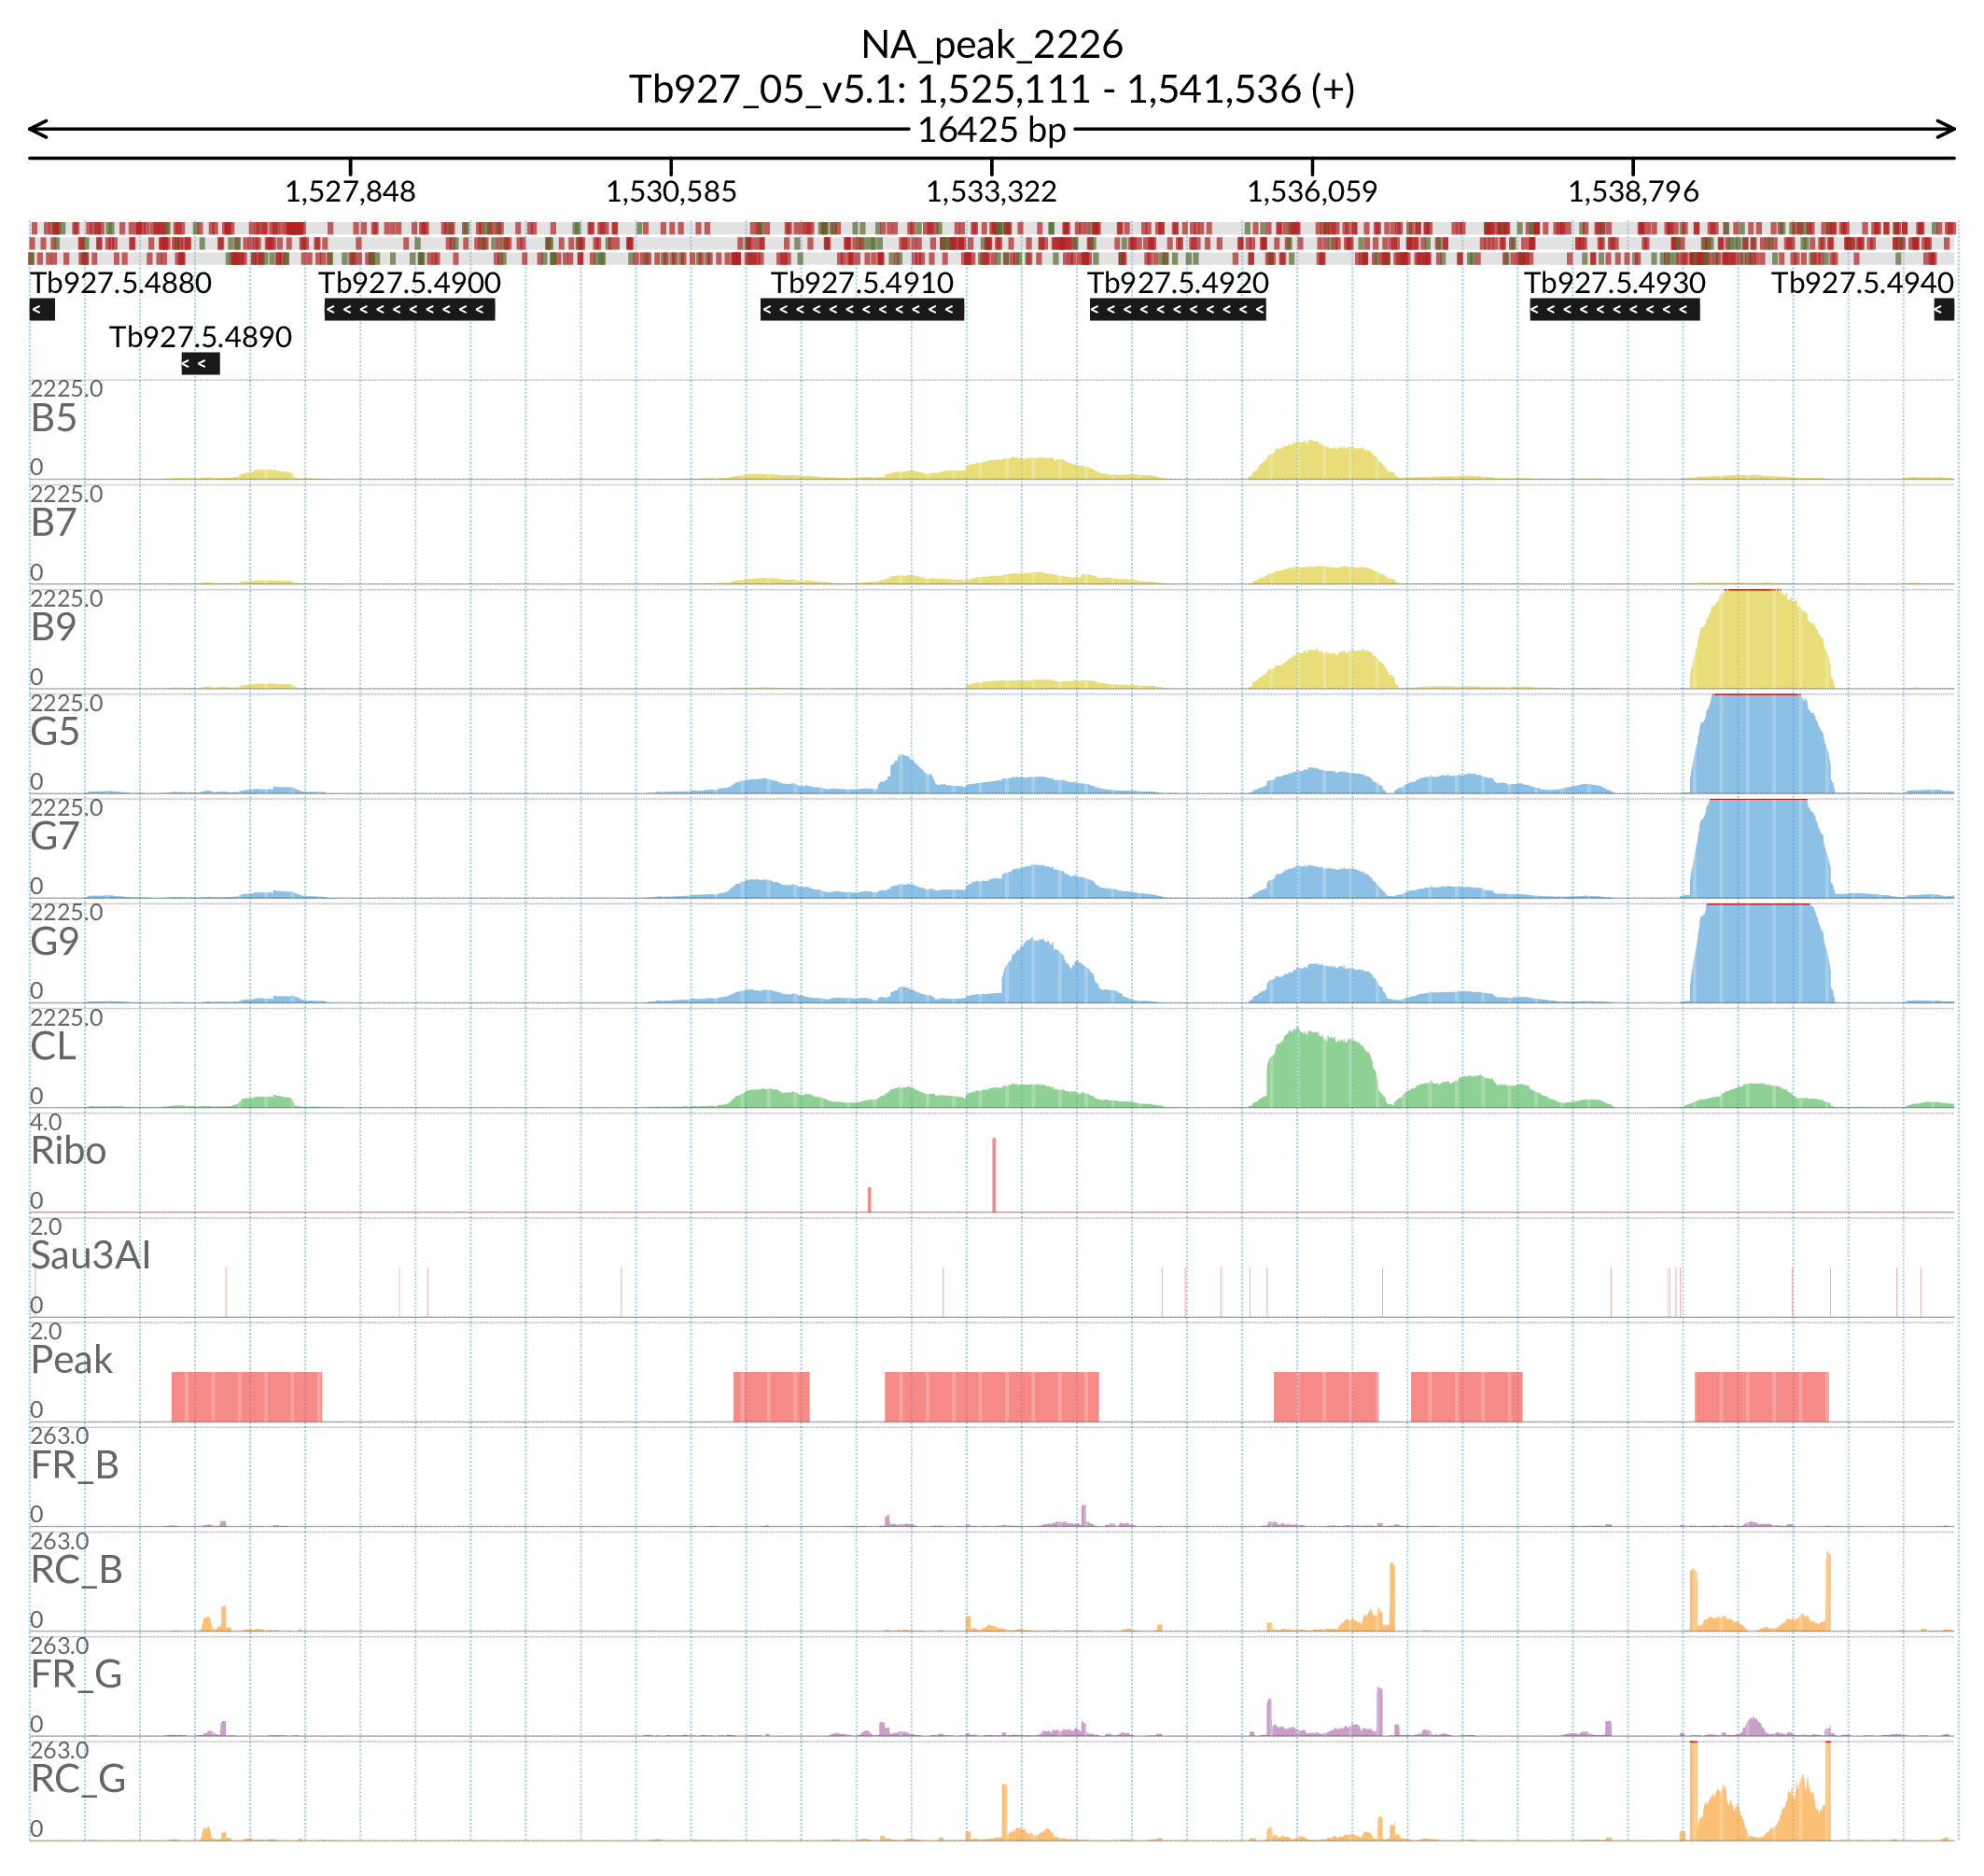 NA_peak_2226
Tb927_05_v5.1: 1,525,111 - 1,541,536 (+)
16425 bp
1,527,848 1,530,585 1,533,322 1,536,059 1,538,796
Tb927.5.4880 Tb927.5.4900 Tb927.5.4910 Tb927.5.4920 Tb927.5.4930 Tb927.5.4940
Tb927.5.4890
2225.0
B5
0
2225.0
B7
0
2225.0
B9
0
2225.0
G5
0
2225.0
G7
0
2225.0
G9
0
2225.0
CL
0
4.0
Ribo
0
2.0
Sau3AI
0
2.0
Peak
0
263.0
FR_B
0
263.0
RC_B
0
263.0
FR_G
0
263.0
RC_G
0